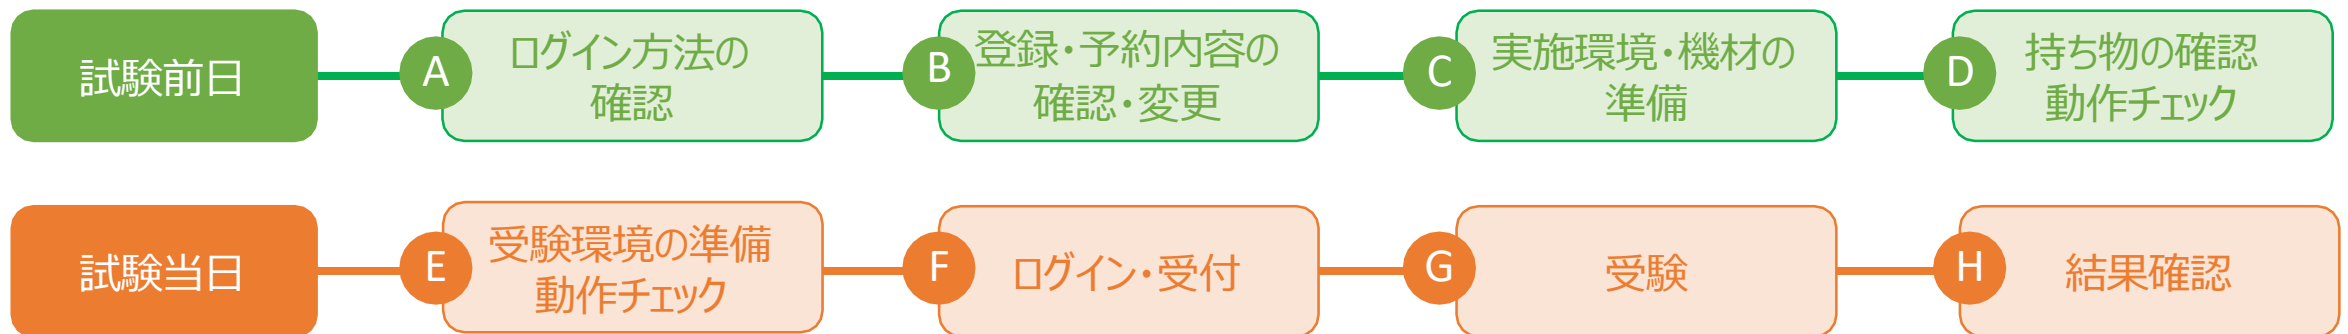 試験前日
A
ログイン方法の
確認
B
登録・予約内容の
確認・変更
C
実施環境・機材の
準備
D
持ち物の確認
動作チェック
試験当日
E
受験環境の準備
動作チェック
F
ログイン・受付
G
受験
H
結果確認